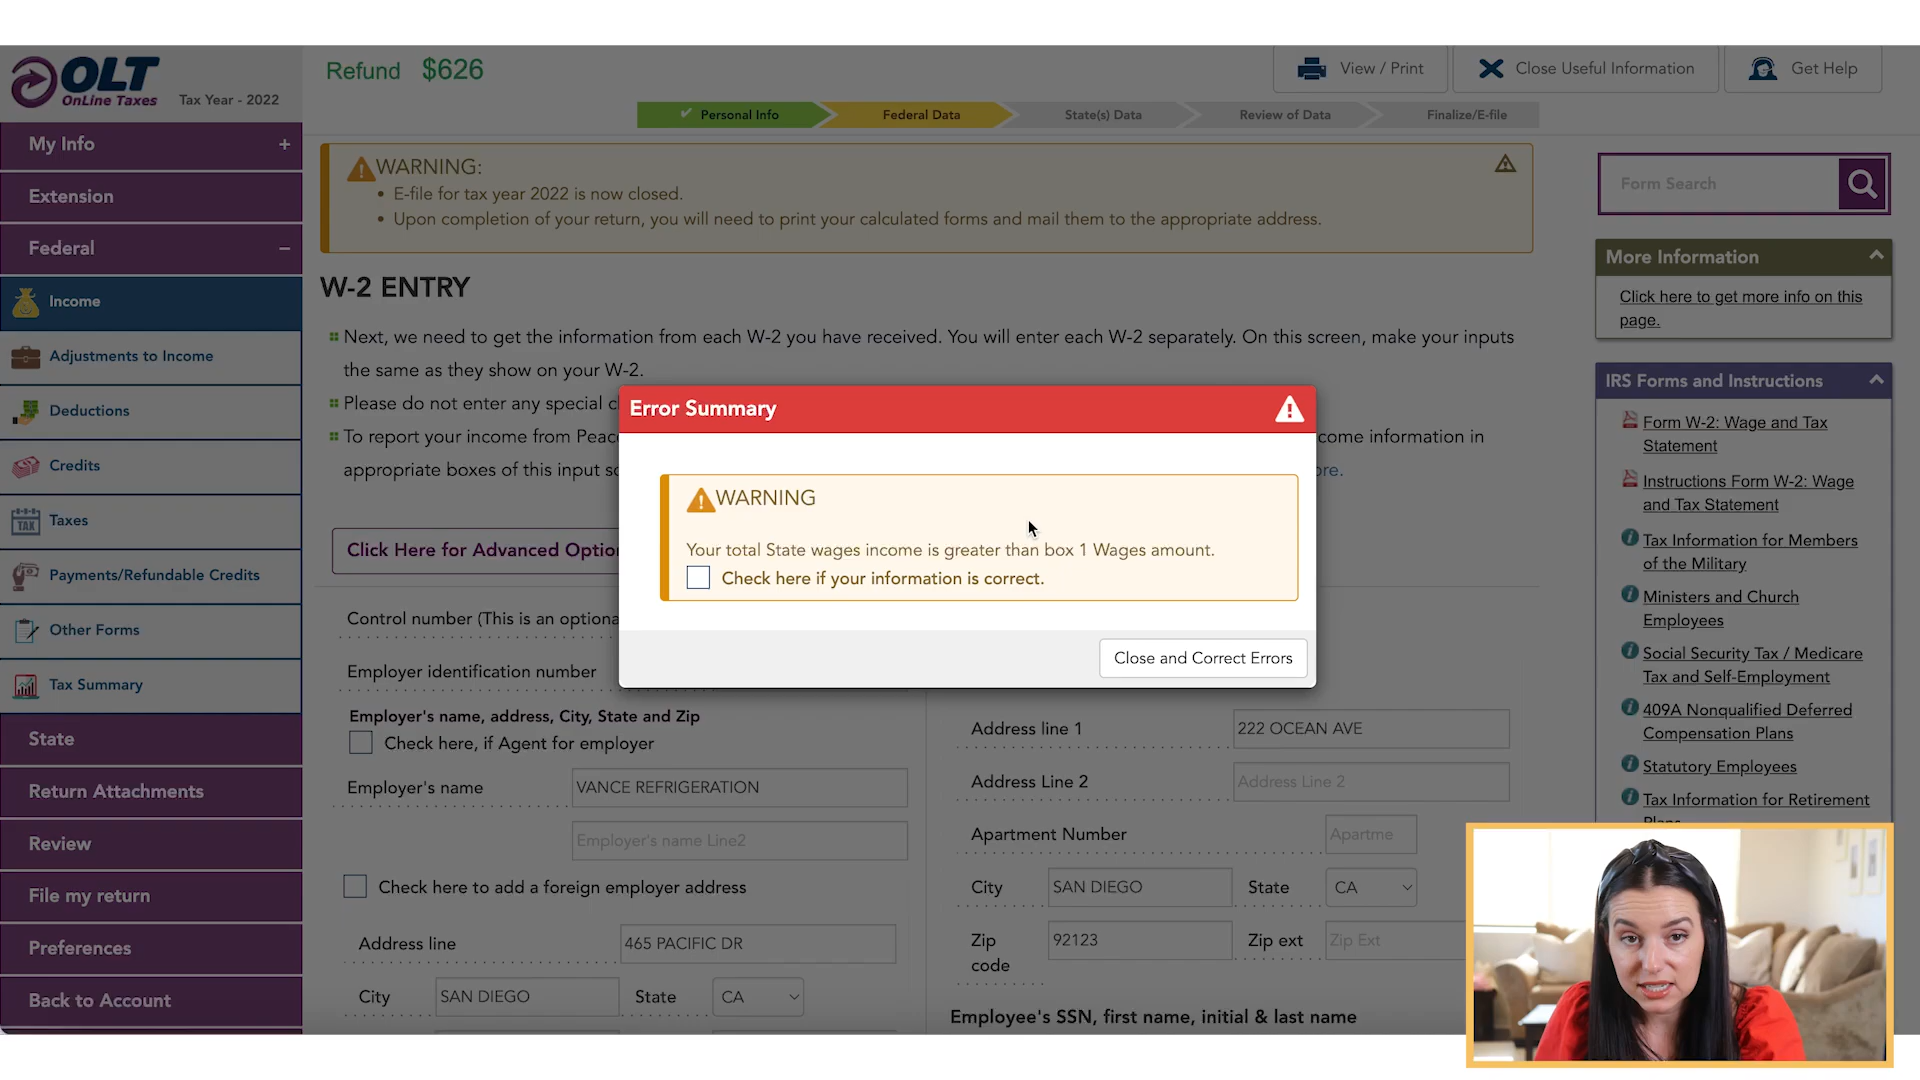 OLT
OnLine Taxes
Tax Year - 2022
Refund $626
View / Print
Close Useful Information
Get Help
Personal Info
Federal Data
State(s) Data
Review of Data
Finalize/E-file
My Info +
Extension
Federal −
Income
Adjustments to Income
Deductions
Credits
Taxes
TAX
Payments/Refundable Credits
Other Forms
Tax Summary
State
Return Attachments
Review
File my return
Preferences
Back to Account
WARNING:
• E-file for tax year 2022 is now closed.
• Upon completion of your return, you will need to print your calculated forms and mail them to the appropriate address.
W-2 ENTRY
Next, we need to get the information from each W-2 you have received. You will enter each W-2 separately. On this screen, make your inputs
the same as they show on your W-2.
Please do not enter any special
To report your income from come information in
appropriate boxes of this input
Click Here for Advanced
Error Summary
WARNING
Your total State wages income is greater than box 1 Wages amount.
Check here if your information is correct.
Close and Correct Errors
Control number (This is an
Employer identification number
Employer's name, address, City, State and Zip
Check here, if Agent for employer
Employer's name VANCE REFRIGERATION
Employer's name Line2
Check here to add a foreign employer address
Address line 465 PACIFIC DR
City SAN DIEGO State CA
Address line 1 222 OCEAN AVE
Address Line 2 Address Line 2
Apartment Number Apartme
City SAN DIEGO State CA
Zip 92123 Zip ext Zip Ext
code
Employee's SSN, first name, initial & last name
Form Search
More Information
Click here to get more info on this
page.
IRS Forms and Instructions
Form W-2: Wage and Tax
Statement
Instructions Form W-2: Wage
and Tax Statement
Tax Information for Members
of the Military
Ministers and Church
Employees
Social Security Tax / Medicare
Tax and Self-Employment
409A Nonqualified Deferred
Compensation Plans
Statutory Employees
Tax Information for Retirement